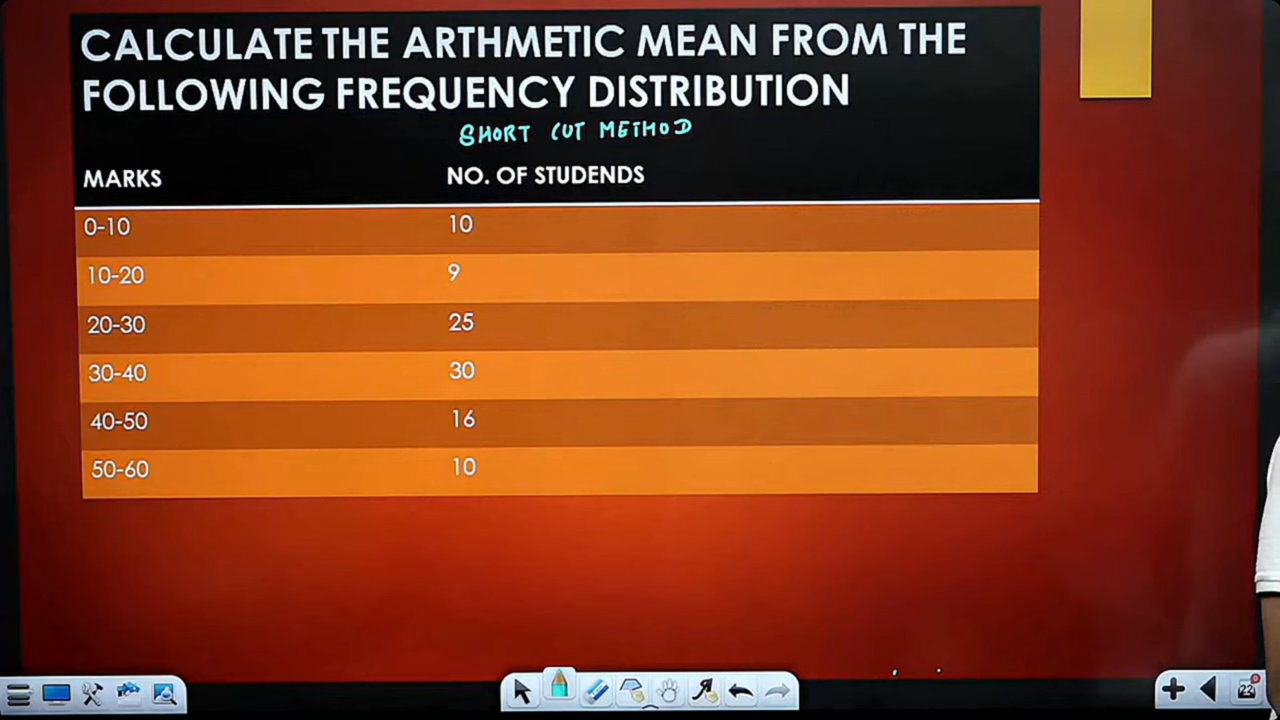 CALCULATE THE ARTHMETIC MEAN FROM THE
FOLLOWING FREQUENCY DISTRIBUTION
SHORT CUT METHOD
MARKS NO. OF STUDENDS
0-10 10
10-20 9
20-30 25
30-40 30
40-50 16
50-60 10
22